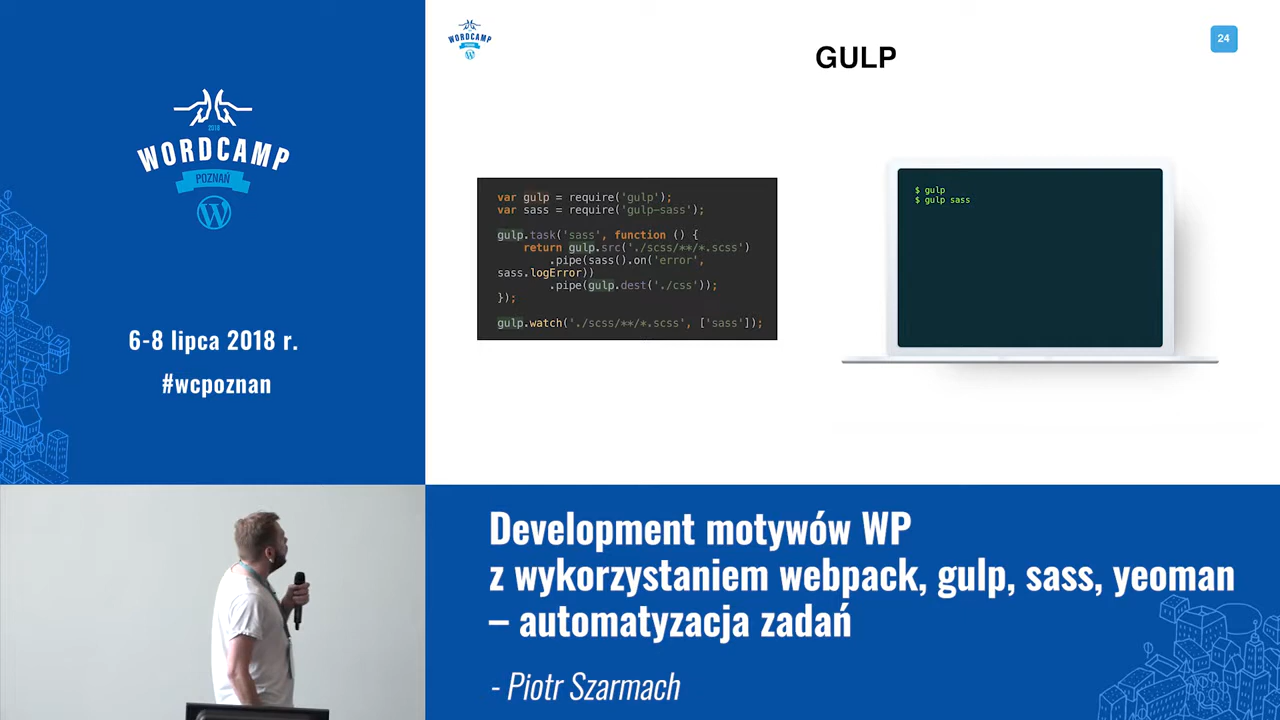 2018
WORDCAMP
POZNAŃ
6-8 lipca 2018 r.
#wcpoznan
WORDCAMP
24
GULP
var gulp = require('gulp');
var sass = require('gulp-sass');
gulp.task('sass', function () {
    return gulp.src('./scss/**/*.scss')
        .pipe(sass().on('error',
sass.logError))
        .pipe(gulp.dest('./css'));
});
gulp.watch('./scss/**/*.scss', ['sass']);
$ gulp
$ gulp sass
Development motywów WP
z wykorzystaniem webpack, gulp, sass, yeoman
– automatyzacja zadań
- Piotr Szarmach